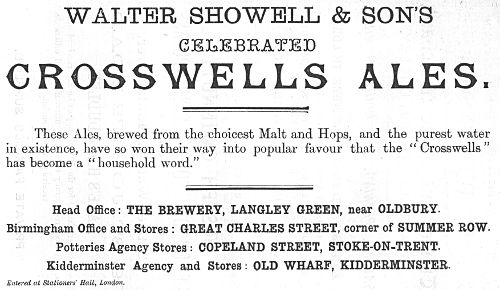 WALTER SHOWELL & SON'S
CELEBRATED
CROSSWELLS ALES.
These Ales, brewed from the choicest Malt and Hops, and the purest water
in existence, have so won their way into popular favour that the "Crosswells"
has become a "household word."
Head Office: THE BREWERY, LANGLEY GREEN, near OLDBURY.
Birmingham Office and Stores: GREAT CHARLES STREET, corner of SUMMER ROW.
Potteries Agency Stores: COPELAND STREET, STOKE-ON-TRENT.
Kidderminster Agency and Stores: OLD WHARF, KIDDERMINSTER.
Entered at Stationers' Hall, London.